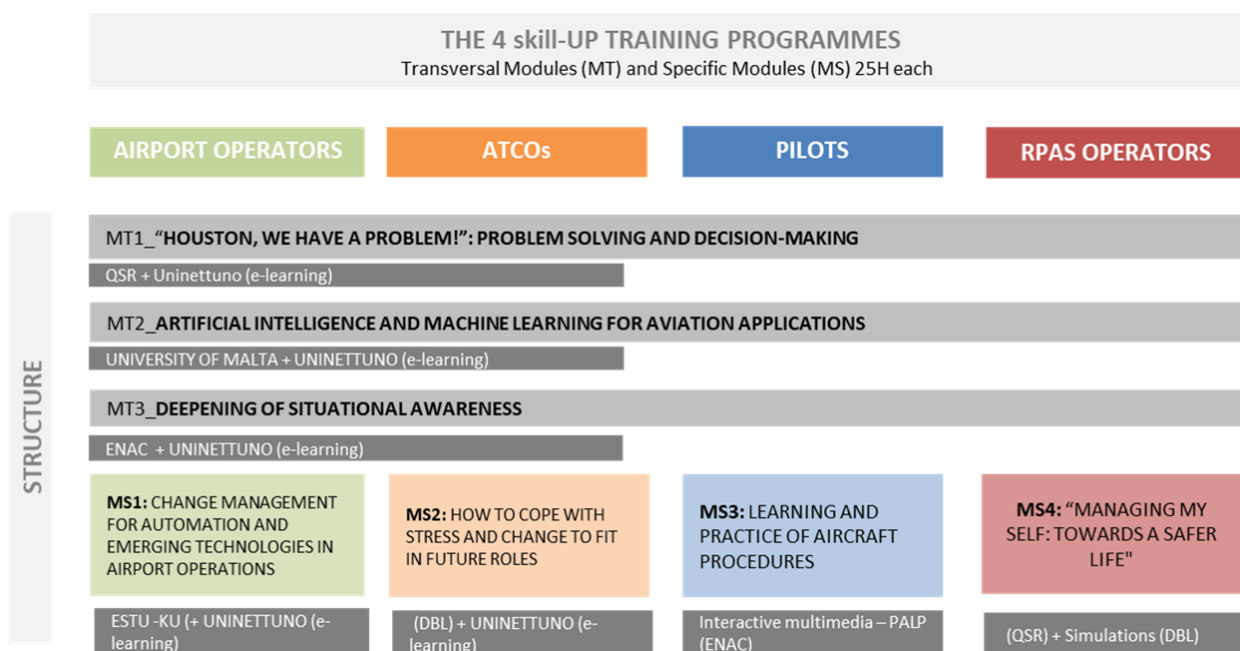 THE 4 skill-UP TRAINING PROGRAMMES
Transversal Modules (MT) and Specific Modules (MS) 25H each
AIRPORT OPERATORS
ATCOs
PILOTS
RPAS OPERATORS
STRUCTURE
MT1_“HOUSTON, WE HAVE A PROBLEM!”: PROBLEM SOLVING AND DECISION-MAKING
QSR + Uninettuno (e-learning)
MT2_ARTIFICIAL INTELLIGENCE AND MACHINE LEARNING FOR AVIATION APPLICATIONS
UNIVERSITY OF MALTA + UNINETTUNO (e-learning)
MT3_DEEPENING OF SITUATIONAL AWARENESS
ENAC + UNINETTUNO (e-learning)
MS1: CHANGE MANAGEMENT
FOR AUTOMATION AND
EMERGING TECHNOLOGIES IN
AIRPORT OPERATIONS
MS2: HOW TO COPE WITH
STRESS AND CHANGE TO FIT
IN FUTURE ROLES
MS3: LEARNING AND
PRACTICE OF AIRCRAFT
PROCEDURES
MS4: “MANAGING MY
SELF: TOWARDS A SAFER
LIFE"
ESTU -KU (+ UNINETTUNO (e-
learning)
(DBL) + UNINETTUNO (e-
learning)
Interactive multimedia – PALP
(ENAC)
(QSR) + Simulations (DBL)